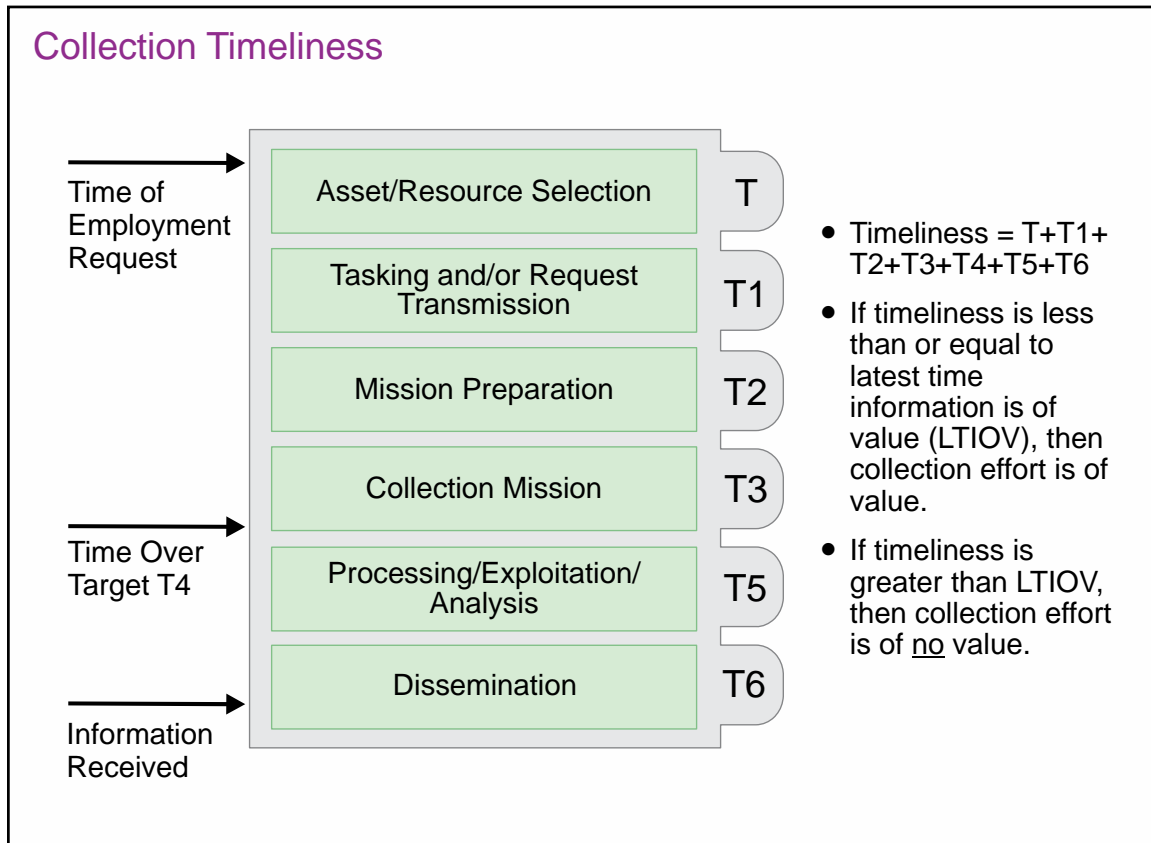 Collection Timeliness
Time of
Employment
Request
Asset/Resource Selection
T
Tasking and/or Request
Transmission
T1
Mission Preparation
T2
Collection Mission
T3
Time Over
Target T4
Processing/Exploitation/
Analysis
T5
Dissemination
T6
Information
Received
• Timeliness = T+T1+
T2+T3+T4+T5+T6
• If timeliness is less
than or equal to
latest time
information is of
value (LTIOV), then
collection effort is of
value.
• If timeliness is
greater than LTIOV,
then collection effort
is of no value.